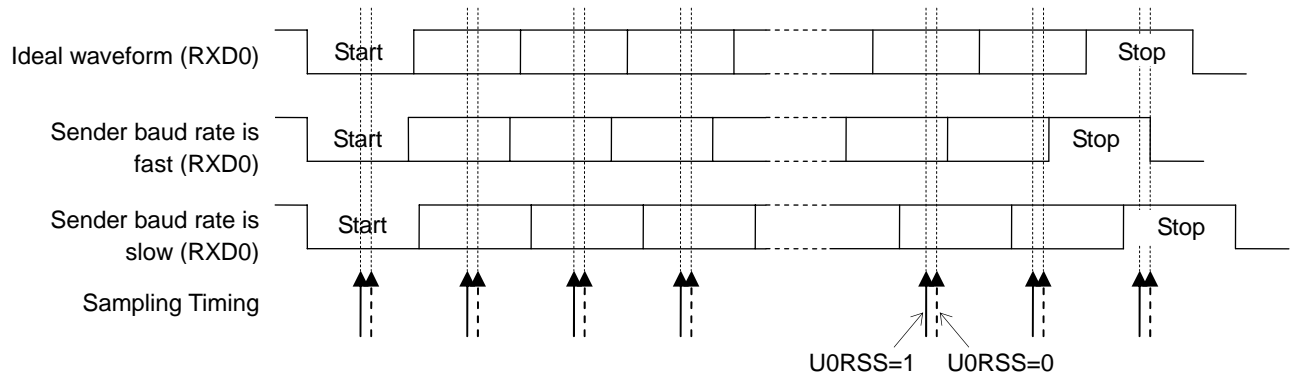 Ideal waveform (RXD0)
Start
Stop
Sender baud rate is
fast (RXD0)
Start
Stop
Sender baud rate is
slow (RXD0)
Start
Stop
Sampling Timing
U0RSS=1
U0RSS=0